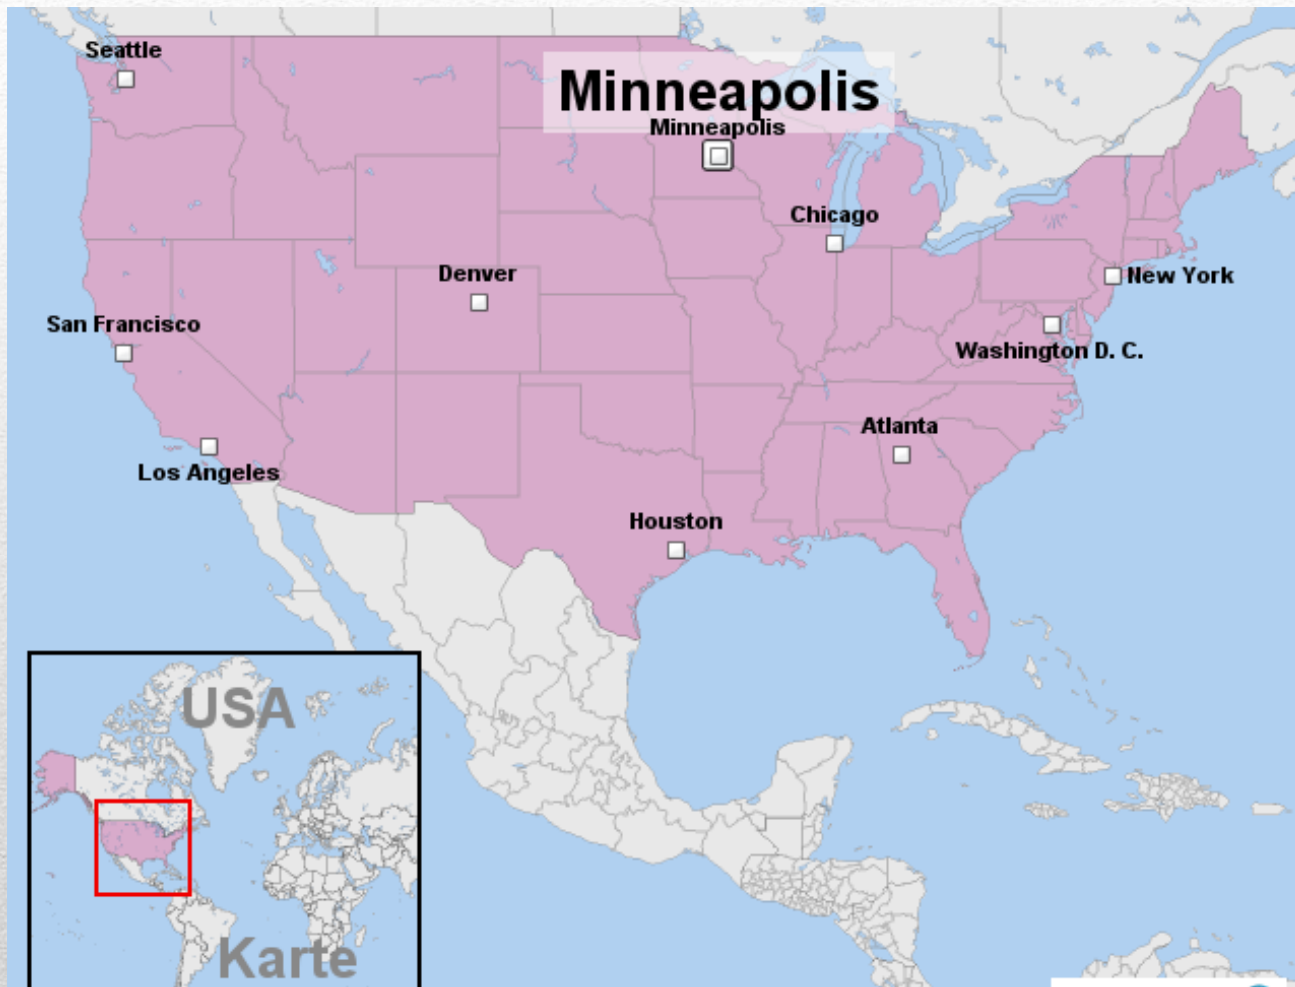 Seattle
Minneapolis
Minneapolis
Chicago
Denver
New York
San Francisco
Washington D. C.
Atlanta
Los Angeles
Houston
USA
Karte